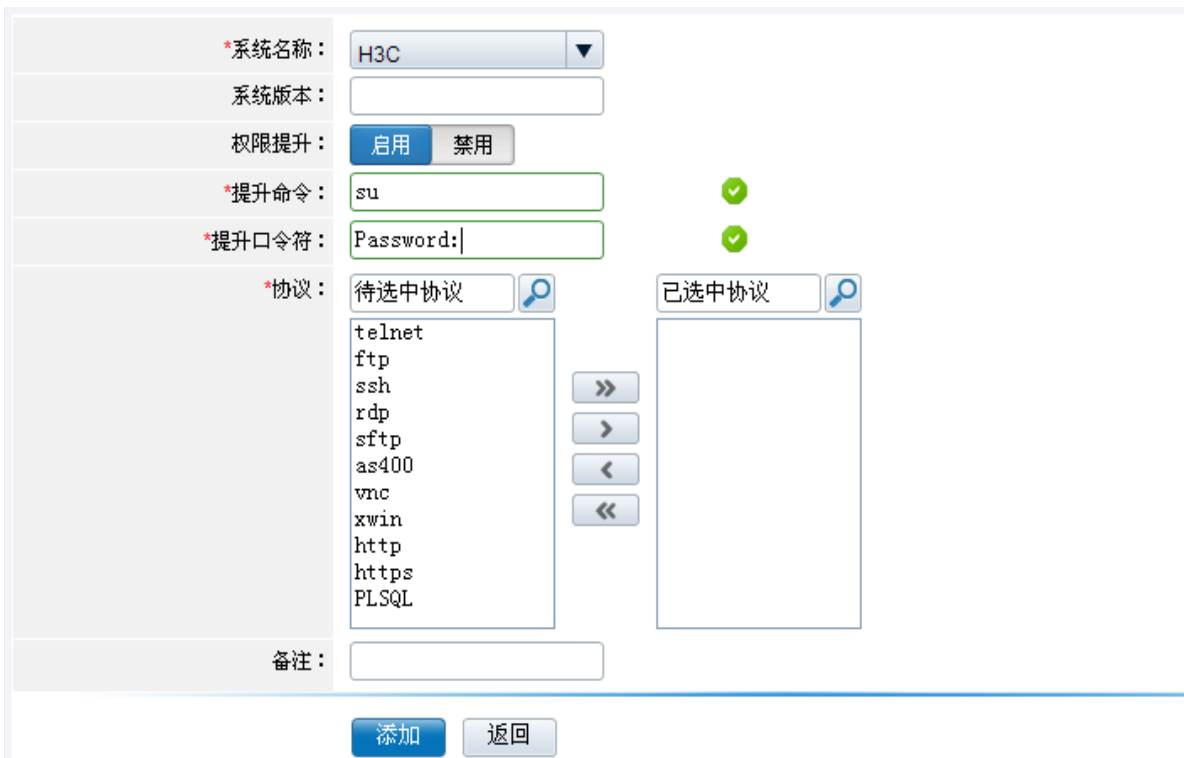 *系统名称： H3C
系统版本：
权限提升： 启用 禁用
*提升命令： su
*提升口令符： Password:
*协议： 待选中协议 已选中协议
telnet
ftp
ssh
rdp
sftp
as400
vnc
xwin
http
https
PLSQL
备注：
添加 返回